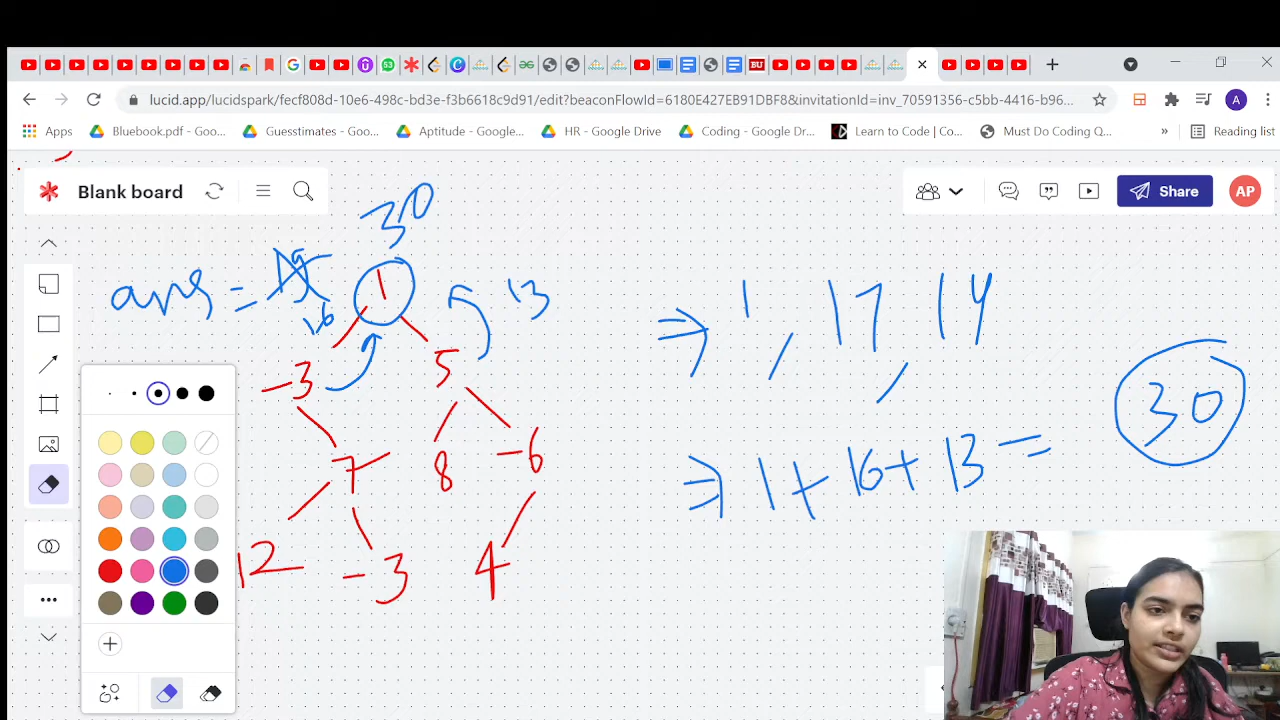 53
EU
lucid.app/lucidspark/fecf808d-10e6-498c-bd3e-f3b6618c9d91/edit?beaconFlowId=6180E427EB91DBF8&invitationId=inv_70591356-c5bb-4416-b96...
A
Apps Bluebook.pdf - Goo... Guesstimates - Goo... Aptitude - Google... HR - Google Drive Coding - Google Dr... Learn to Code | Co... Must Do Coding Q... » Reading list
Blank board Share AP
30
ans = 16 1 13 ⇒ 1, 17, 14
-3 5 30
7 8 -6 ⇒ 1 + 16 + 13 =
12 -3 4